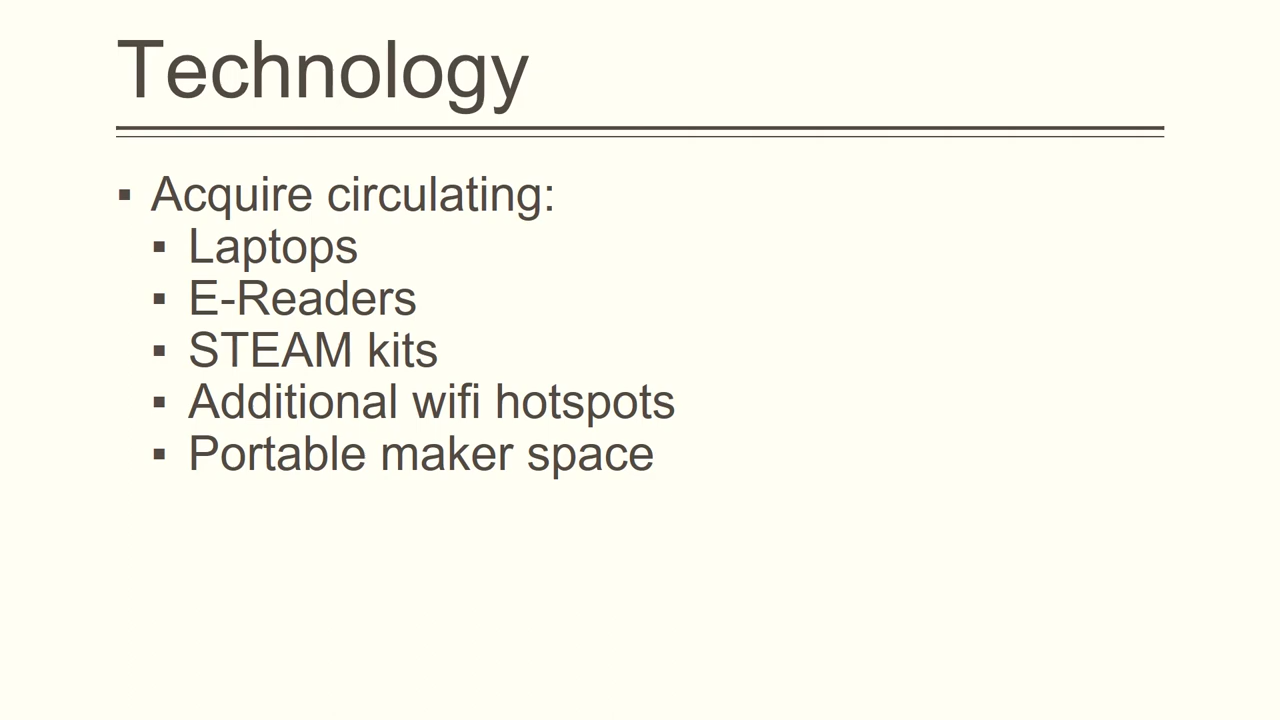 Technology
▪ Acquire circulating:
▪ Laptops
▪ E-Readers
▪ STEAM kits
▪ Additional wifi hotspots
▪ Portable maker space